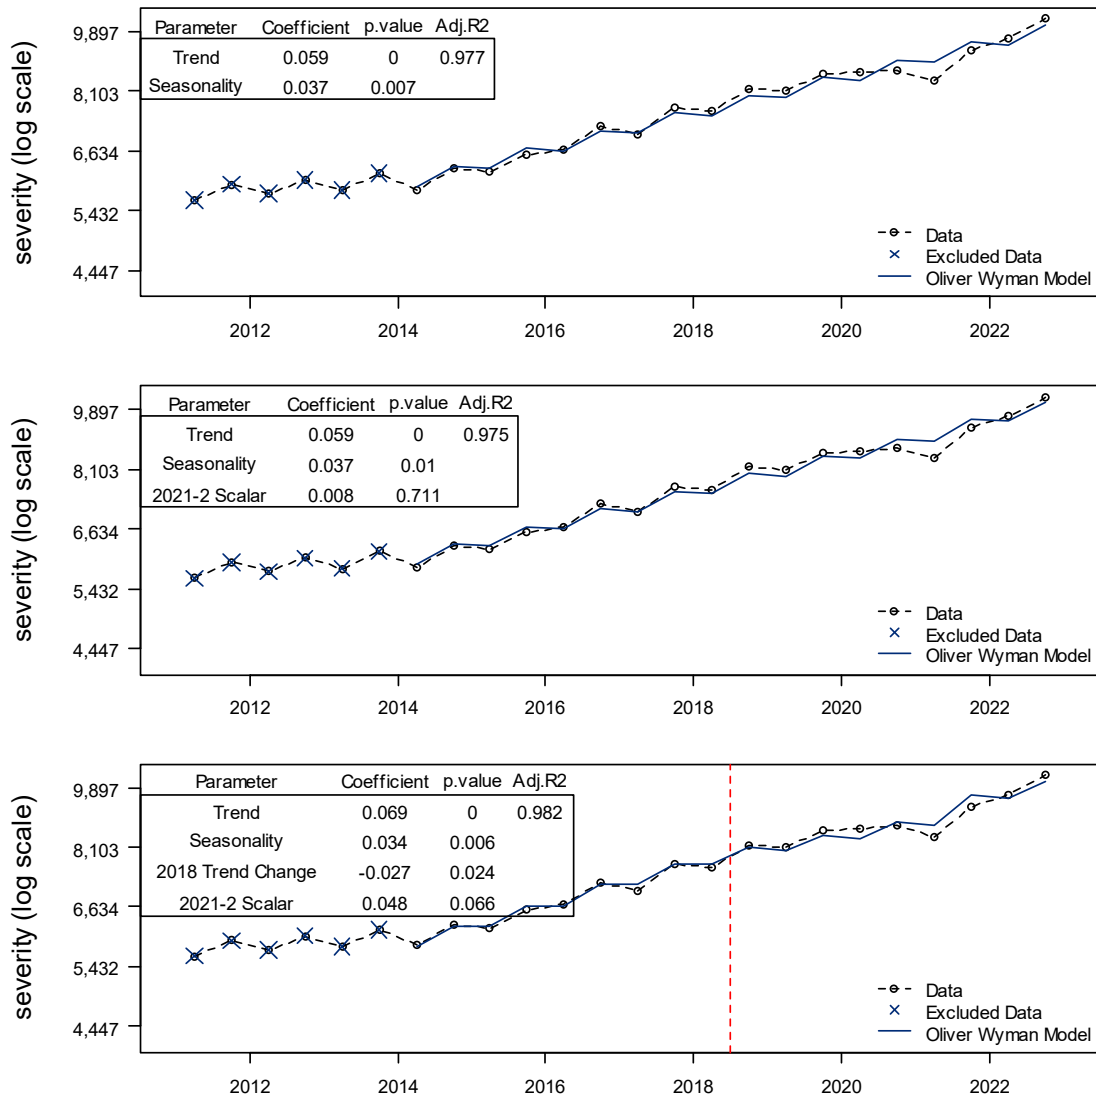 Parameter Coefficient p.value Adj.R2
Trend 0.059 0 0.977
Seasonality 0.037 0.007
severity (log scale)
9,897
8,103
6,634
5,432
4,447
Data
Excluded Data
Oliver Wyman Model
2012 2014 2016 2018 2020 2022
Parameter Coefficient p.value Adj.R2
Trend 0.059 0 0.975
Seasonality 0.037 0.01
2021-2 Scalar 0.008 0.711
severity (log scale)
9,897
8,103
6,634
5,432
4,447
Data
Excluded Data
Oliver Wyman Model
2012 2014 2016 2018 2020 2022
Parameter Coefficient p.value Adj.R2
Trend 0.069 0 0.982
Seasonality 0.034 0.006
2018 Trend Change -0.027 0.024
2021-2 Scalar 0.048 0.066
severity (log scale)
9,897
8,103
6,634
5,432
4,447
Data
Excluded Data
Oliver Wyman Model
2012 2014 2016 2018 2020 2022